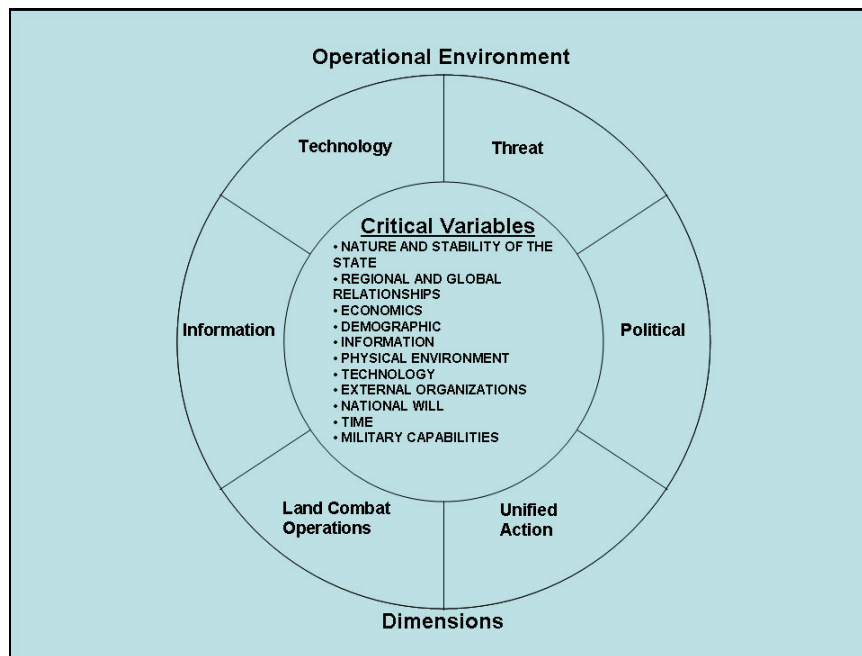 Operational Environment
Technology
Threat
Critical Variables
• NATURE AND STABILITY OF THE
STATE
• REGIONAL AND GLOBAL
RELATIONSHIPS
• ECONOMICS
• DEMOGRAPHIC
• INFORMATION
• PHYSICAL ENVIRONMENT
• TECHNOLOGY
• EXTERNAL ORGANIZATIONS
• NATIONAL WILL
• TIME
• MILITARY CAPABILITIES
Information
Political
Land Combat
Operations
Unified
Action
Dimensions